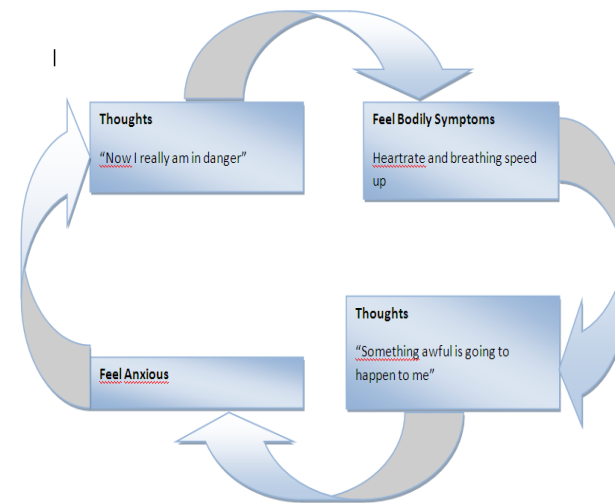 Thoughts
“Now I really am in danger”
Feel Bodily Symptoms
Heartrate and breathing speed
up
Thoughts
“Something awful is going to
happen to me”
Feel Anxious